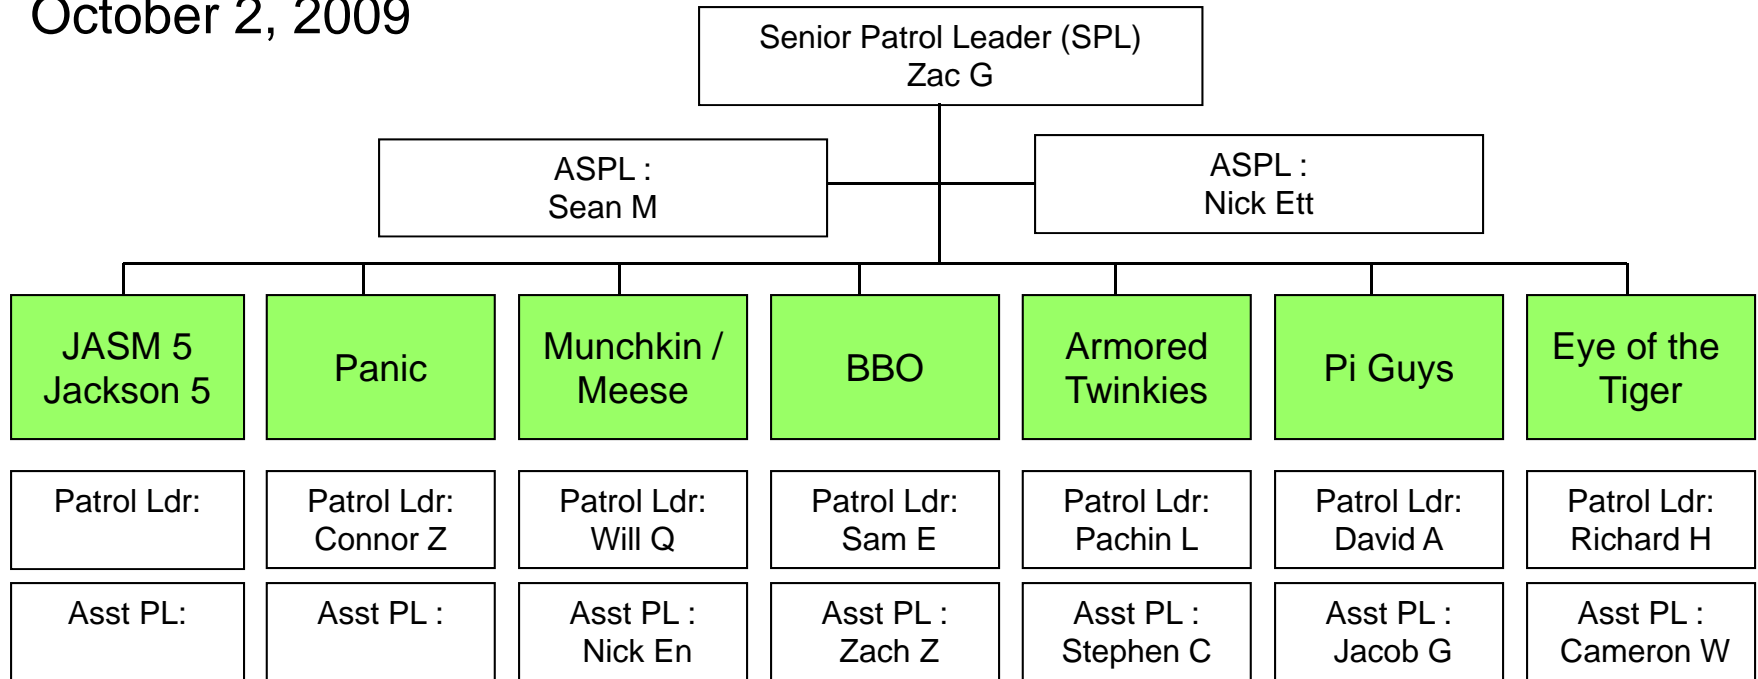 October 2, 2009
Senior Patrol Leader (SPL)
Zac G
ASPL :
Sean M
ASPL :
Nick Ett
JASM 5
Jackson 5
Panic
Munchkin /
Meese
BBO
Armored
Twinkies
Pi Guys
Eye of the
Tiger
Patrol Ldr:
Patrol Ldr:
Connor Z
Patrol Ldr:
Will Q
Patrol Ldr:
Sam E
Patrol Ldr:
Pachin L
Patrol Ldr:
David A
Patrol Ldr:
Richard H
Asst PL:
Asst PL :
Asst PL :
Nick En
Asst PL :
Zach Z
Asst PL :
Stephen C
Asst PL :
Jacob G
Asst PL :
Cameron W